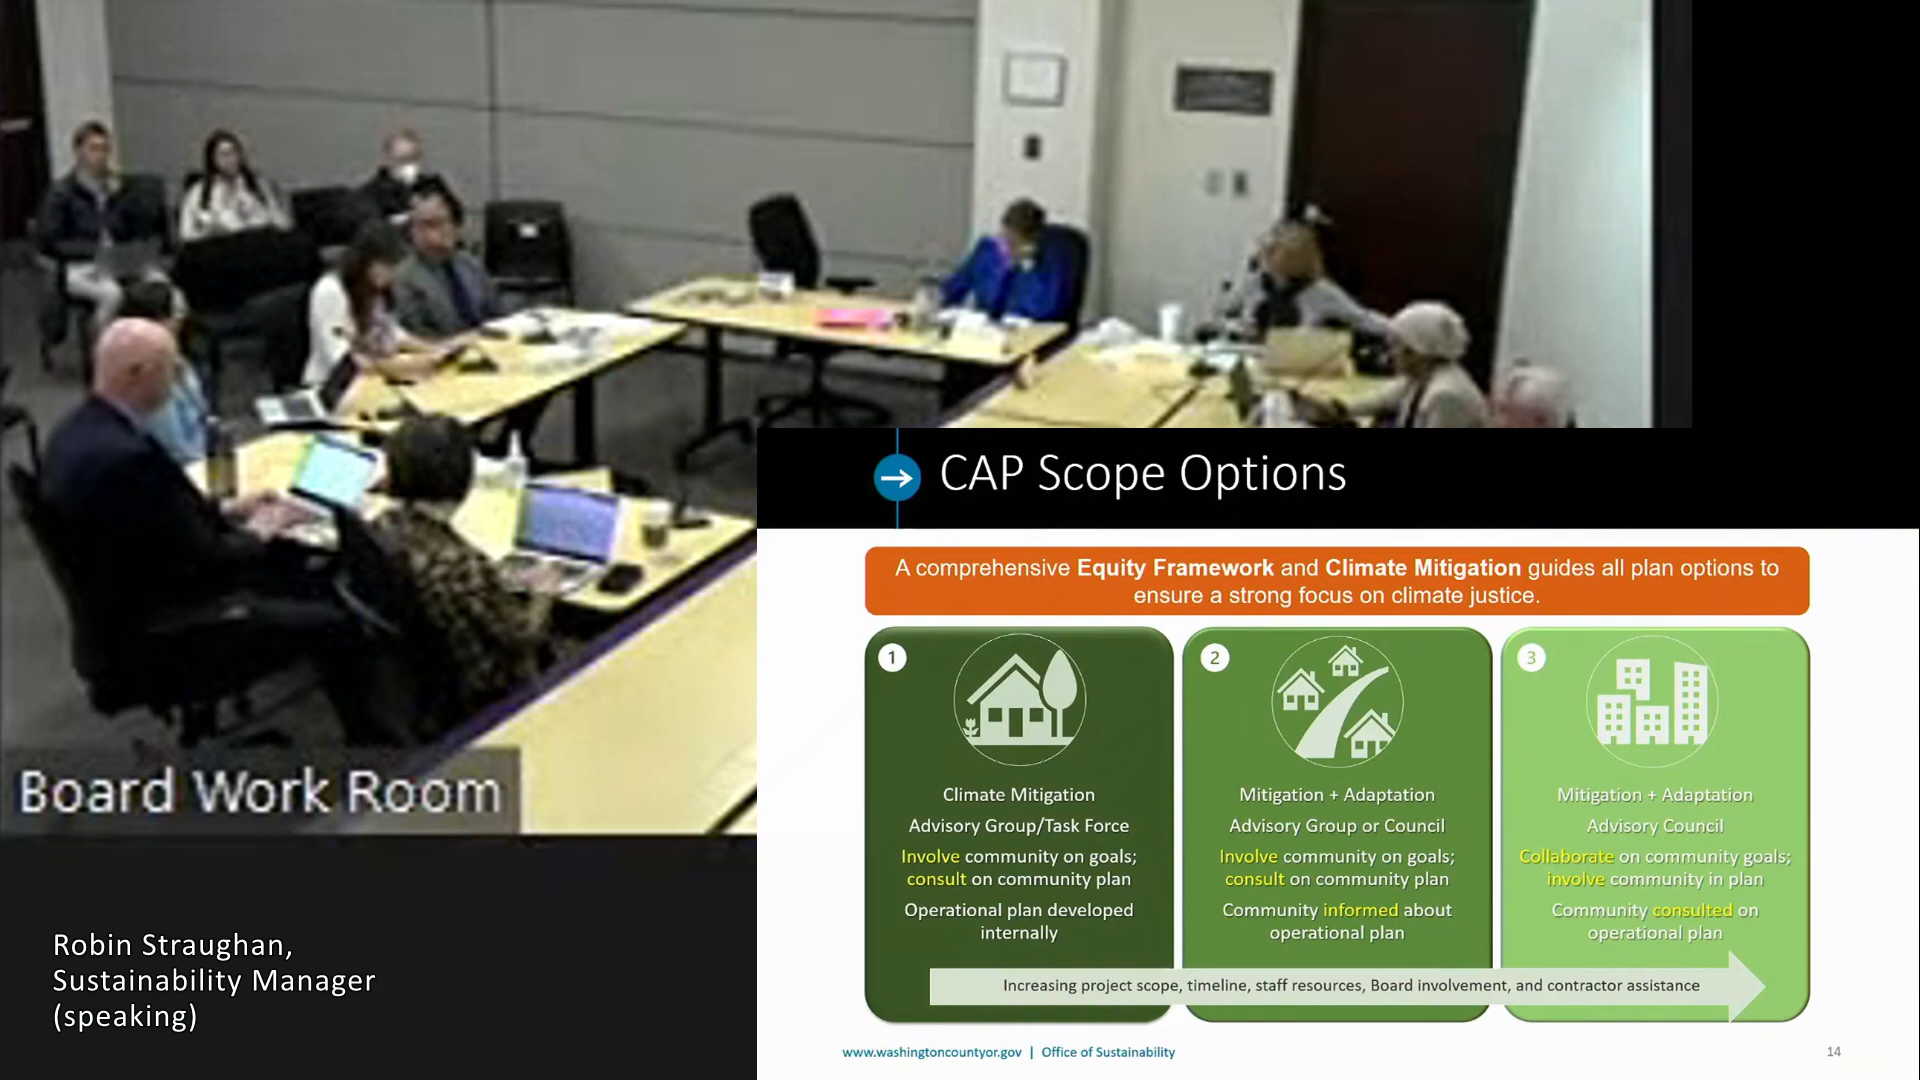 Board Work Room
Robin Straughan,
Sustainability Manager
(speaking)
CAP Scope Options
A comprehensive Equity Framework and Climate Mitigation guides all plan options to
ensure a strong focus on climate justice.
1
Climate Mitigation
Advisory Group/Task Force
Involve community on goals;
consult on community plan
Operational plan developed
internally
2
Mitigation + Adaptation
Advisory Group or Council
Involve community on goals;
consult on community plan
Community informed about
operational plan
3
Mitigation + Adaptation
Advisory Council
Collaborate on community goals;
involve community in plan
Community consulted on
operational plan
Increasing project scope, timeline, staff resources, Board involvement, and contractor assistance
www.washingtoncountyor.gov | Office of Sustainability
14